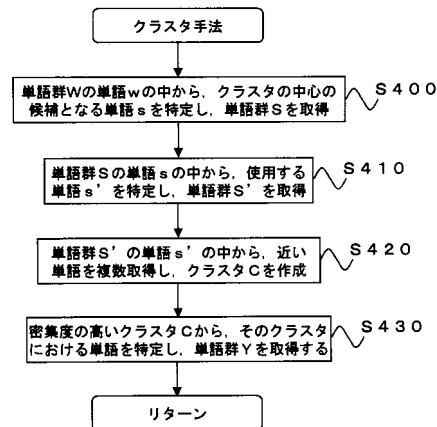 クラスタ手法
単語群Wの単語wの中から，クラスタの中心の
候補となる単語sを特定し，単語群Sを取得
S400
単語群Sの単語sの中から，使用する
単語s’を特定し，単語群S’を取得
S410
単語群S’の単語s’の中から，近い
単語を複数取得し，クラスタCを作成
S420
密集度の高いクラスタCから，そのクラスタ
における単語を特定し，単語群Yを取得する
S430
リターン